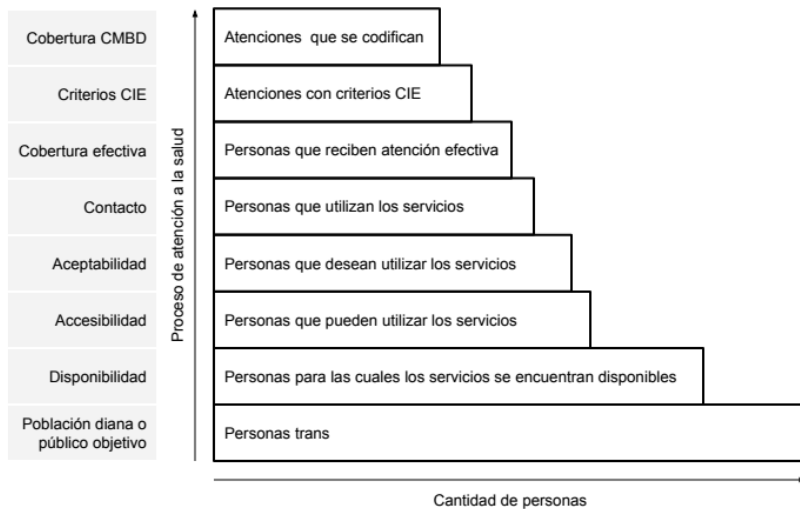 Cobertura CMBD
Atenciones que se codifican
Criterios CIE
Atenciones con criterios CIE
Cobertura efectiva
Personas que reciben atención efectiva
Contacto
Personas que utilizan los servicios
Aceptabilidad
Personas que desean utilizar los servicios
Accesibilidad
Personas que pueden utilizar los servicios
Disponibilidad
Personas para las cuales los servicios se encuentran disponibles
Población diana o
público objetivo
Personas trans
Proceso de atención a la salud
Cantidad de personas